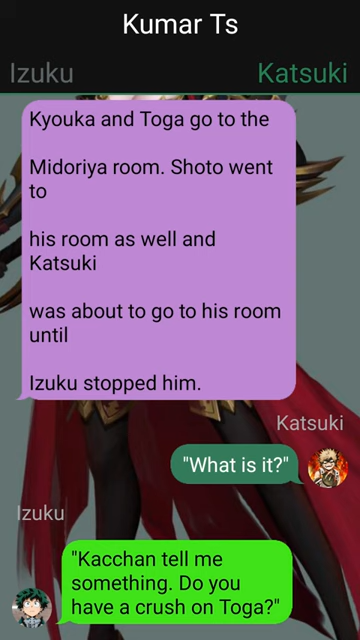 Kumar Ts
Izuku
Katsuki
Kyouka and Toga go to the
Midoriya room. Shoto went
to
his room as well and
Katsuki
was about to go to his room
until
Izuku stopped him.
Katsuki
"What is it?"
Izuku
"Kacchan tell me
something. Do you
have a crush on Toga?"